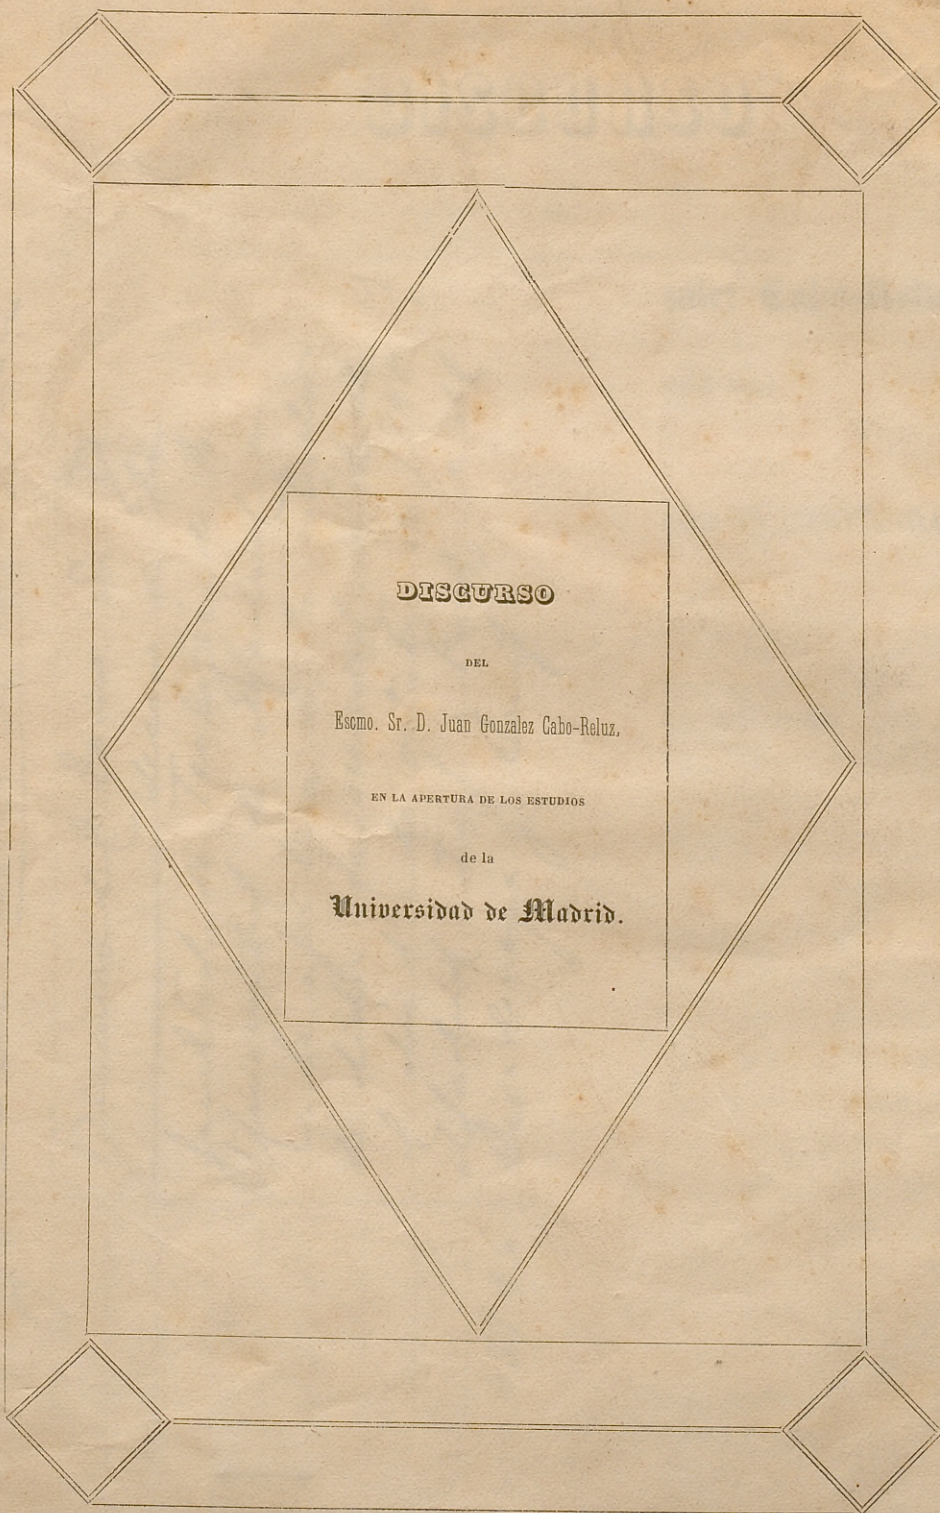 DISCURSO
DEL
Escmo. Sr. D. Juan Gonzalez Cabo-Reluz,
EN LA APERTURA DE LOS ESTUDIOS
de la
Universidad de Madrid.